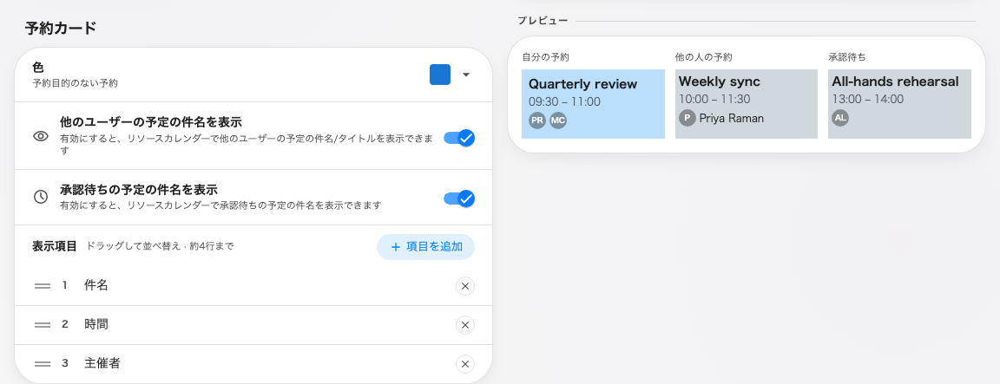 予約カード
色
予約目的のない予約
他のユーザーの予定の件名を表示
有効にすると、リソースカレンダーで他のユーザーの予定の件名/タイトルを表示できま
す
承認待ちの予定の件名を表示
有効にすると、リソースカレンダーで承認待ちの予定の件名を表示できます
表示項目 ドラッグして並べ替え · 約4行まで
+ 項目を追加
1 件名
2 時間
3 主催者
プレビュー
自分の予約
Quarterly review
09:30 – 11:00
PR MC
他の人の予約
Weekly sync
10:00 – 11:30
P Priya Raman
承認待ち
All-hands rehearsal
13:00 – 14:00
AL